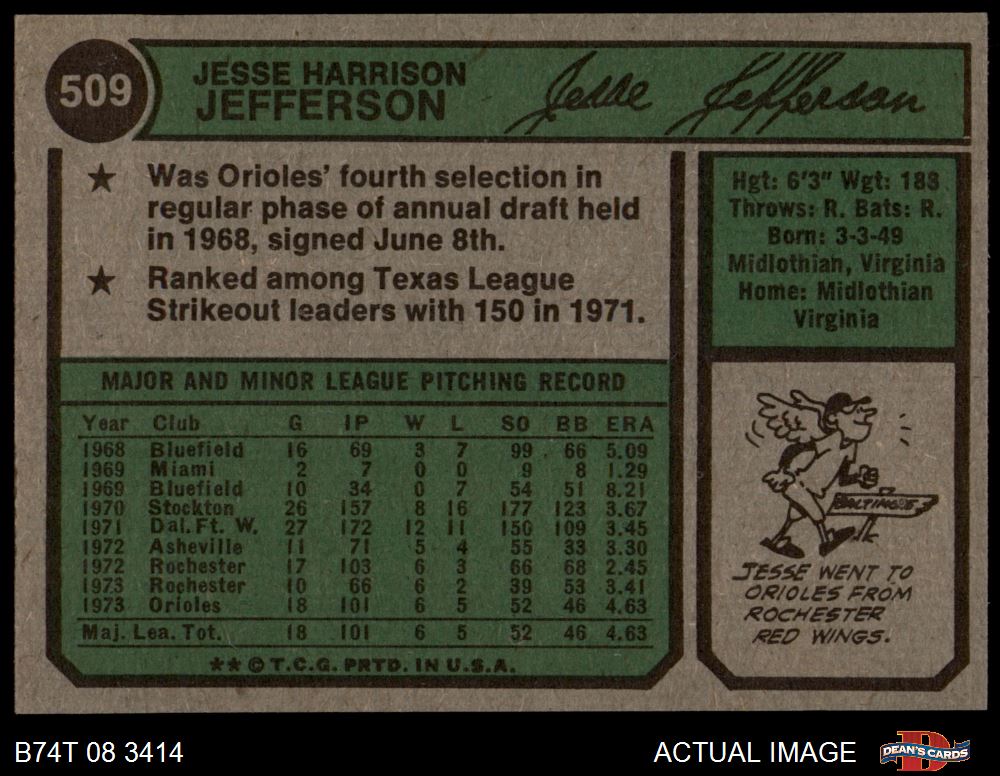 509
JESSE HARRISON
JEFFERSON
Jesse Jefferson
★ Was Orioles' fourth selection in
regular phase of annual draft held
in 1968, signed June 8th.
★ Ranked among Texas League
Strikeout leaders with 150 in 1971.
Hgt: 6'3" Wgt: 188
Throws: R. Bats: R.
Born: 3-3-49
Midlothian, Virginia
Home: Midlothian
Virginia
MAJOR AND MINOR LEAGUE PITCHING RECORD
Year Club G IP W L SO BB ERA
1968 Bluefield 16 69 3 7 99 66 5.09
1969 Miami 2 7 0 0 9 8 1.29
1969 Bluefield 10 34 0 7 54 51 8.21
1970 Stockton 26 157 8 16 177 123 3.67
1971 Dal.Ft. W. 27 172 12 11 150 109 3.45
1972 Asheville 11 71 5 4 55 33 3.30
1972 Rochester 17 103 6 3 66 68 2.45
1973 Rochester 10 66 6 2 39 53 3.41
1973 Orioles 18 101 6 5 52 46 4.63
Maj. Lea. Tot. 18 101 6 5 52 46 4.63
★★ © T.C.G. PRTD. IN U.S.A.
BALTIMORE
JESSE WENT TO
ORIOLES FROM
ROCHESTER
RED WINGS.
B74T 08 3414
ACTUAL IMAGE
D
DEAN'S CARDS